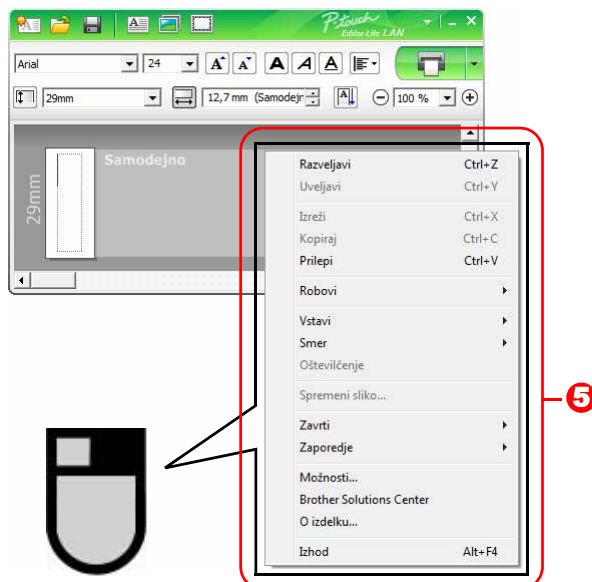 P-touch
Editor Lite LAN
Arial 24 A A A A A
29mm 12,7 mm (Samodejr A 100 %
Samodejno
29mm
Razveljavi Ctrl+Z
Uveljavi Ctrl+Y
Izreži Ctrl+X
Kopiraj Ctrl+C
Prilepi Ctrl+V
Robovi
Vstavi
Smer
Oštevilčenje
Spremeni sliko...
Zavrti
Zaporedje
Možnosti...
Brother Solutions Center
O izdelku...
Izhod Alt+F4
5